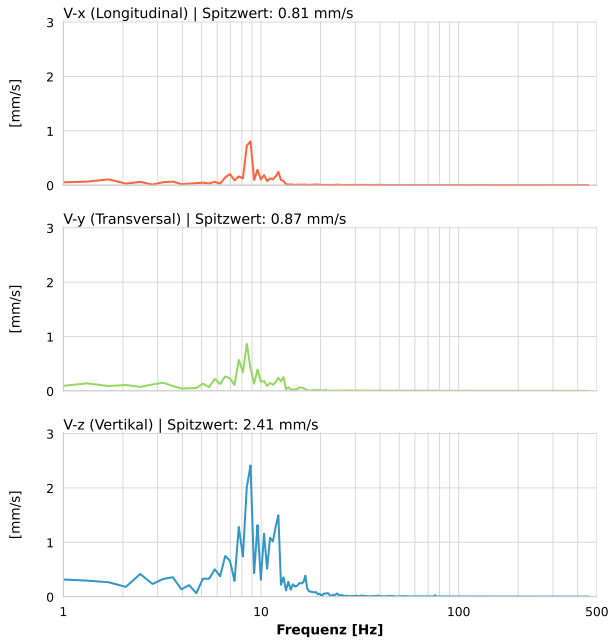 V-x (Longitudinal) | Spitzwert: 0.81 mm/s
3
2
1
0
[mm/s]
V-y (Transversal) | Spitzwert: 0.87 mm/s
3
2
1
0
[mm/s]
V-z (Vertikal) | Spitzwert: 2.41 mm/s
3
2
1
0
[mm/s]
1 10 100 500
Frequenz [Hz]